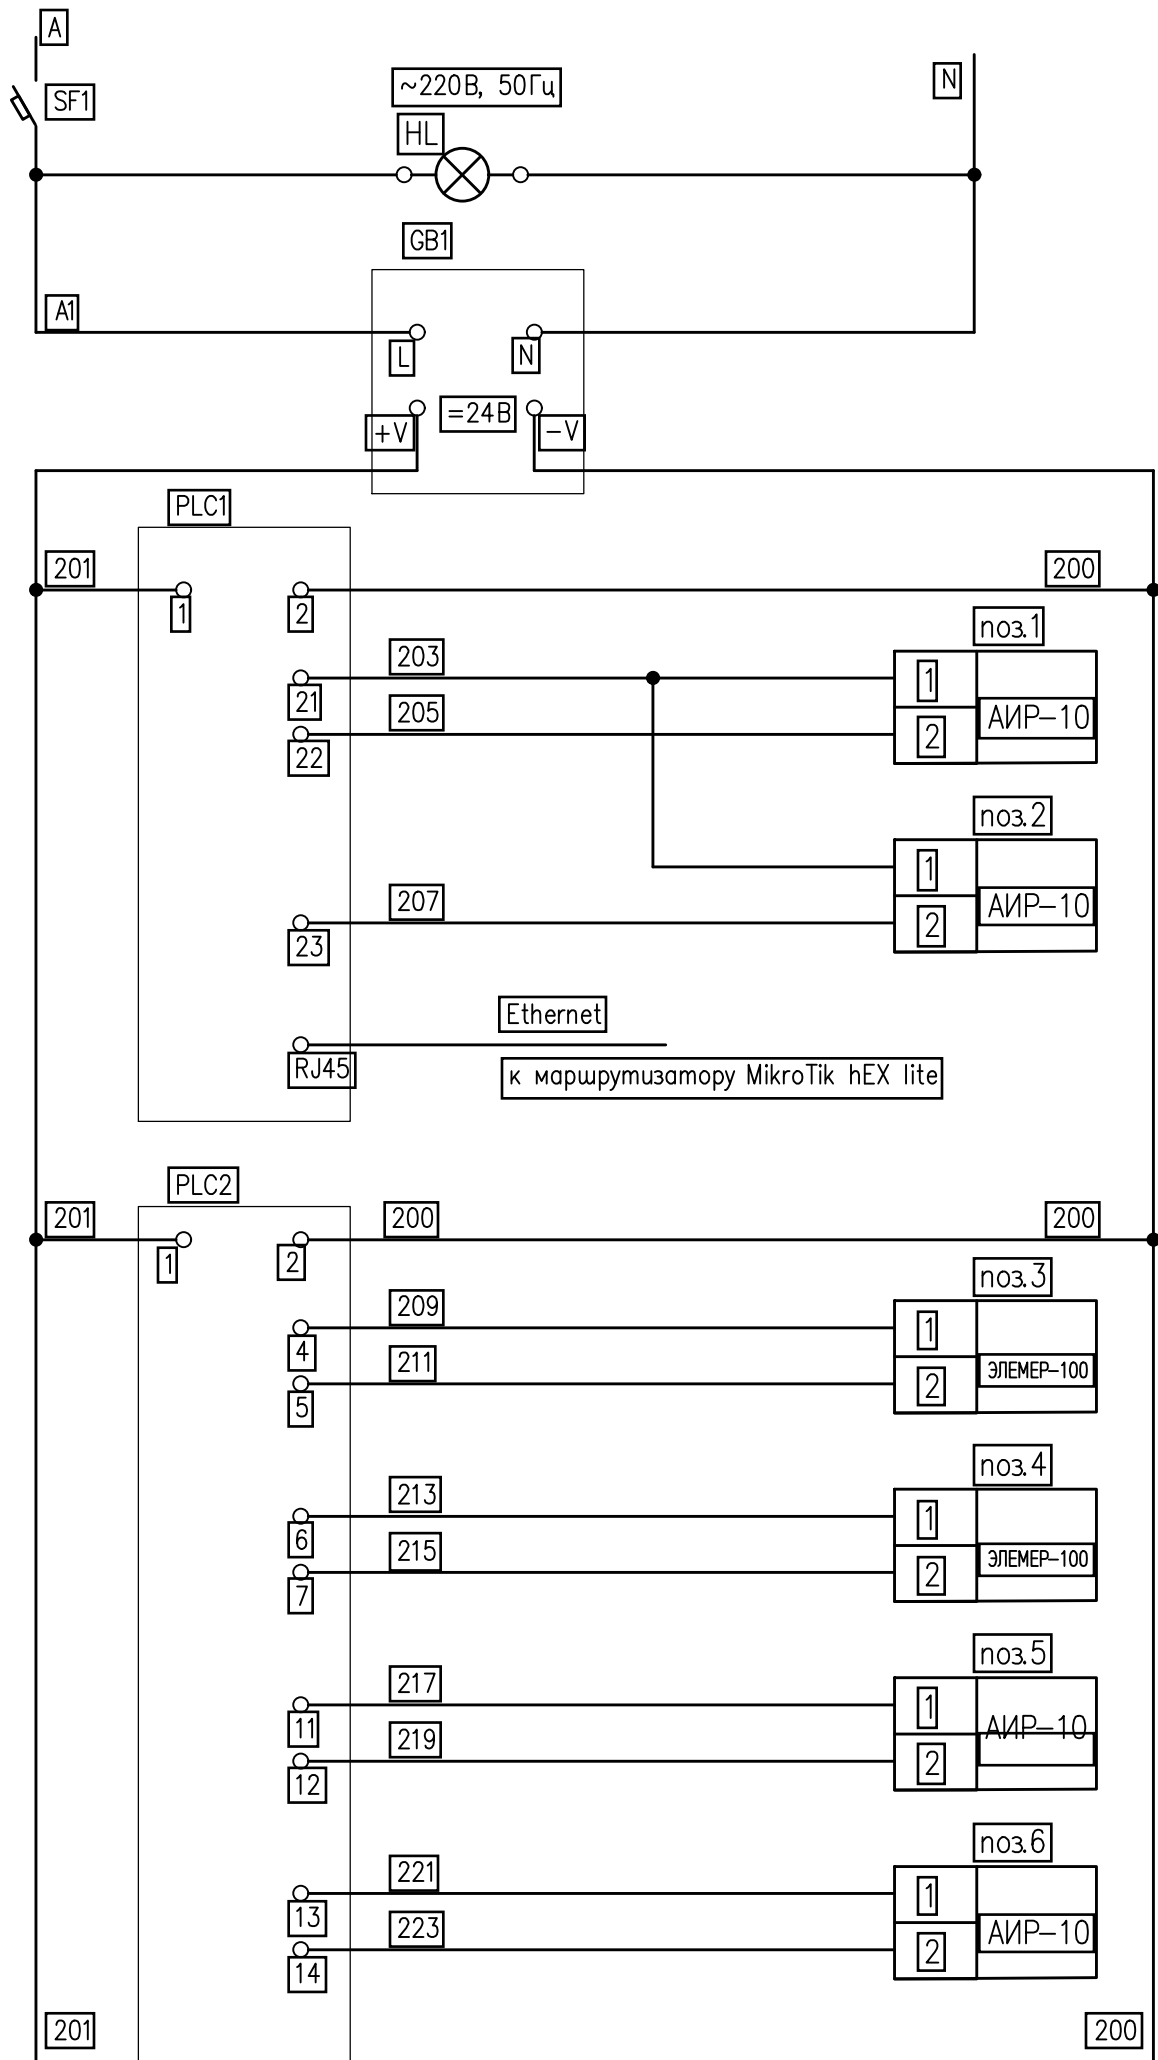 A
SF1
~220В, 50Гц
N
HL
GB1
A1
L
N
+V
=24В
-V
PLC1
201
200
1
2
поз.1
203
1
21
АИР-10
205
2
22
поз.2
1
207
АИР-10
2
23
Ethernet
RJ45
к маршрутизатору MikroTik hEX lite
PLC2
201
200
200
1
2
поз.3
209
1
4
211
ЭЛЕМЕР-100
2
5
поз.4
213
1
6
215
ЭЛЕМЕР-100
2
7
поз.5
217
1
11
АИР-10
219
2
12
поз.6
221
1
13
223
АИР-10
2
14
201
200